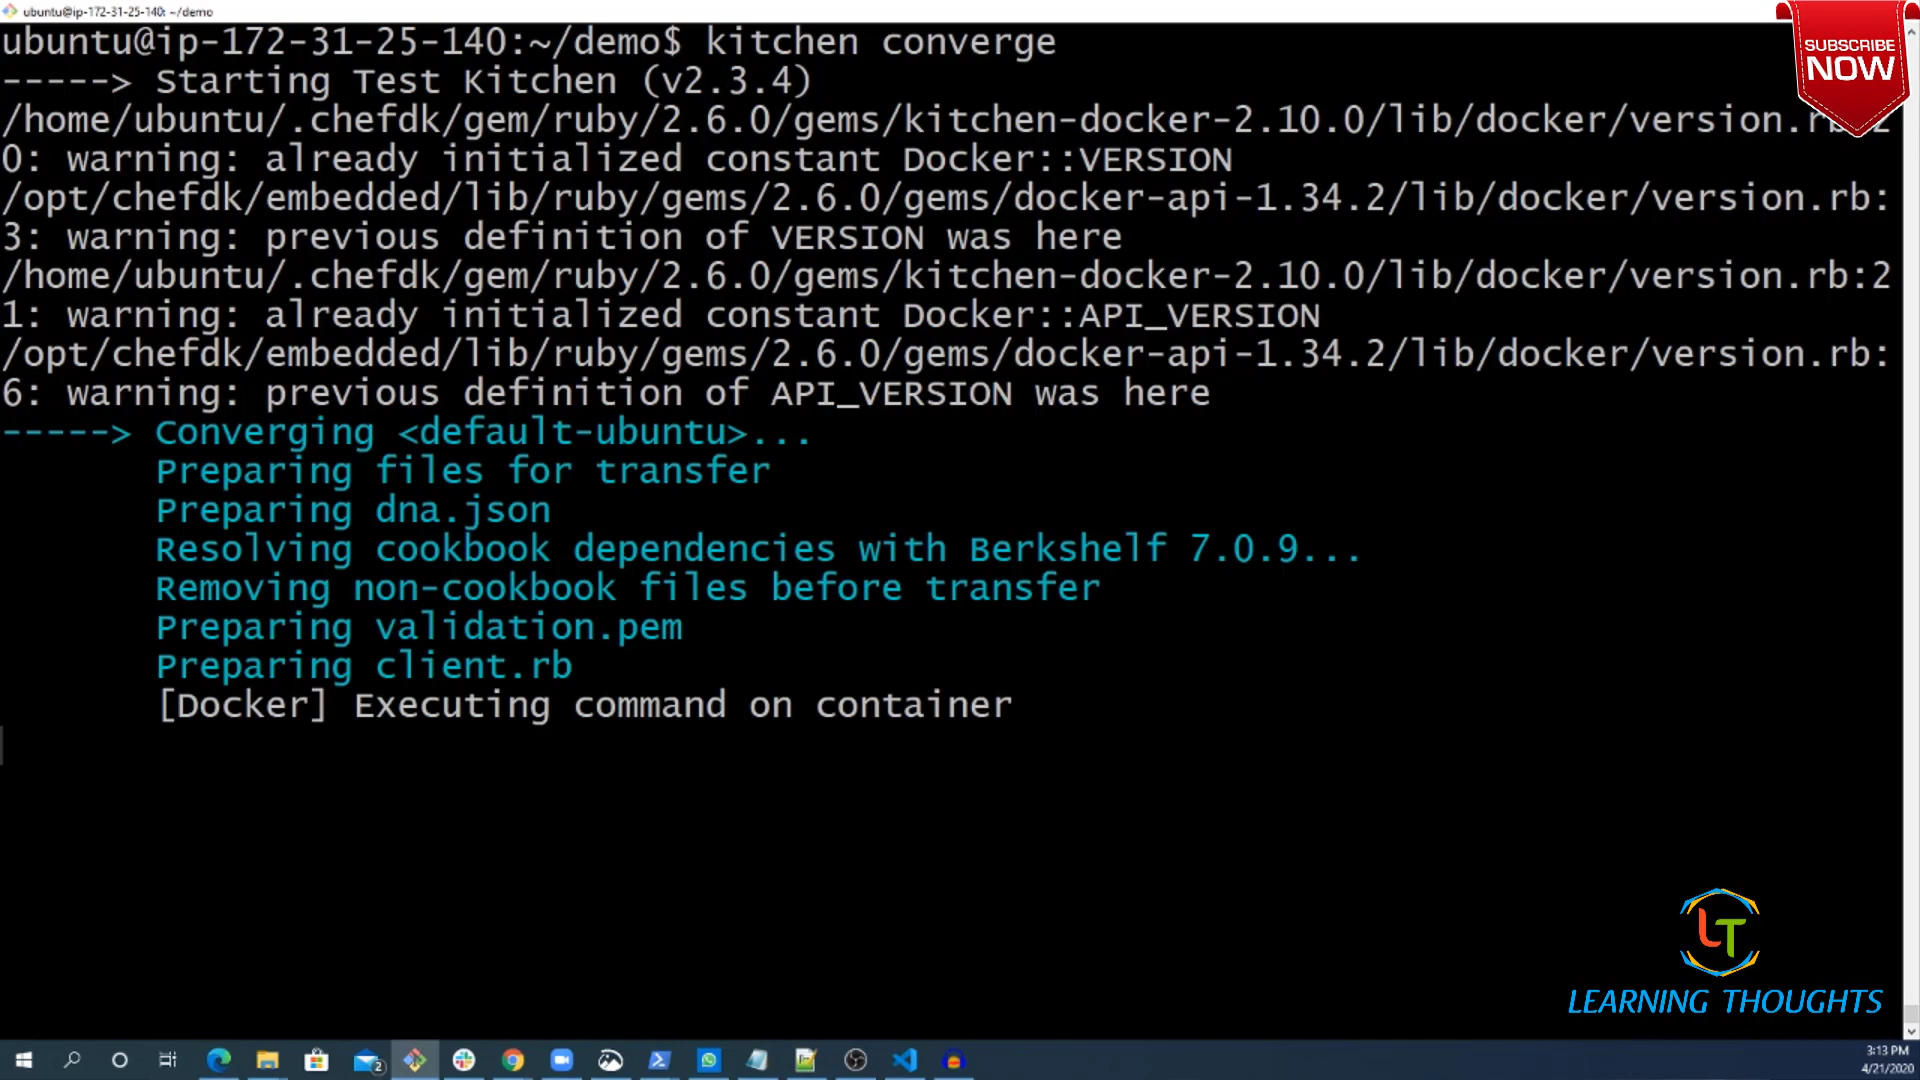 ubuntu@ip-172-31-25-140: ~/demo
ubuntu@ip-172-31-25-140:~/demo$ kitchen converge
-----> Starting Test Kitchen (v2.3.4)
/home/ubuntu/.chefdk/gem/ruby/2.6.0/gems/kitchen-docker-2.10.0/lib/docker/version.rb:2
0: warning: already initialized constant Docker::VERSION
/opt/chefdk/embedded/lib/ruby/gems/2.6.0/gems/docker-api-1.34.2/lib/docker/version.rb:
3: warning: previous definition of VERSION was here
/home/ubuntu/.chefdk/gem/ruby/2.6.0/gems/kitchen-docker-2.10.0/lib/docker/version.rb:2
1: warning: already initialized constant Docker::API_VERSION
/opt/chefdk/embedded/lib/ruby/gems/2.6.0/gems/docker-api-1.34.2/lib/docker/version.rb:
6: warning: previous definition of API_VERSION was here
-----> Converging <default-ubuntu>...
Preparing files for transfer
Preparing dna.json
Resolving cookbook dependencies with Berkshelf 7.0.9...
Removing non-cookbook files before transfer
Preparing validation.pem
Preparing client.rb
[Docker] Executing command on container
SUBSCRIBE
NOW
LT
LEARNING THOUGHTS
2
3:13 PM
4/21/2020